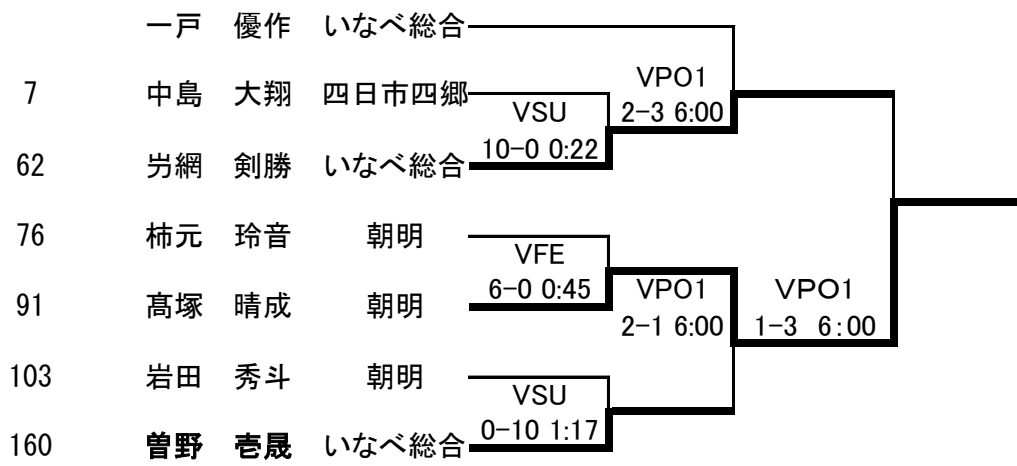 一戸 優作 いなべ総合
VPO1
2-3 6:00
7 中島 大翔 四日市四郷
VSU
10-0 0:22
62 屶網 剣勝 いなべ総合
76 柿元 玲音 朝明
VFE
6-0 0:45
91 髙塚 晴成 朝明
VPO1
2-1 6:00
VPO1
1-3 6:00
103 岩田 秀斗 朝明
VSU
0-10 1:17
160 曽野 壱晟 いなべ総合